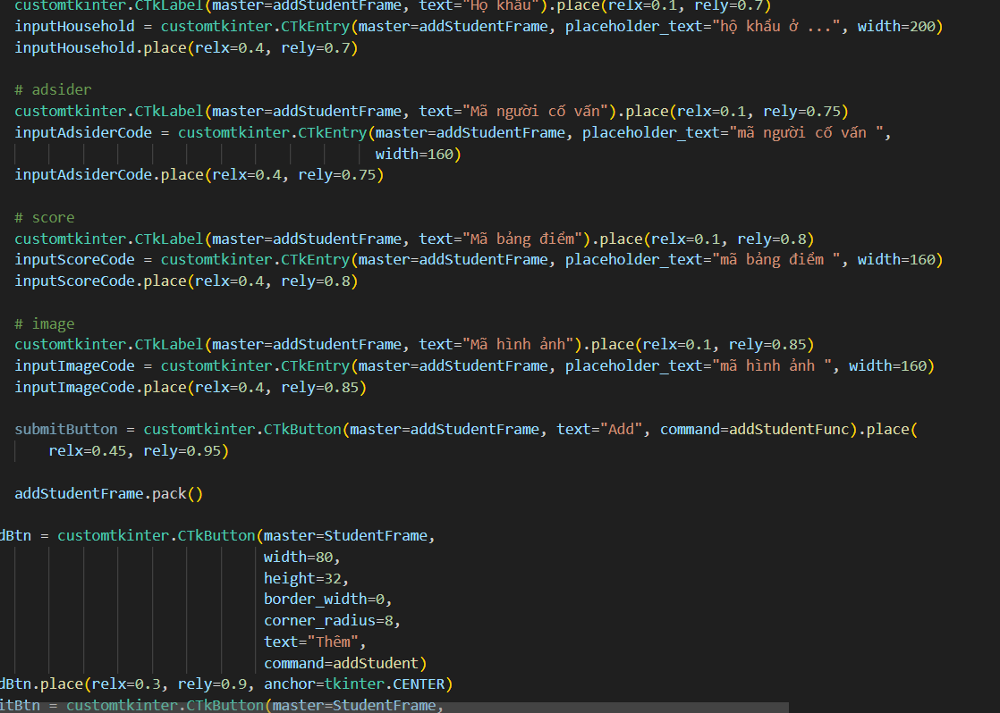 customtkinter.CTkLabel(master=addStudentFrame, text="Hộ khẩu").place(relx=0.1, rely=0.7)
inputHousehold = customtkinter.CTkEntry(master=addStudentFrame, placeholder_text="hộ khẩu ở ...", width=200)
inputHousehold.place(relx=0.4, rely=0.7)
# adsider
customtkinter.CTkLabel(master=addStudentFrame, text="Mã người cố vấn").place(relx=0.1, rely=0.75)
inputAdsiderCode = customtkinter.CTkEntry(master=addStudentFrame, placeholder_text="mã người cố vấn ",
width=160)
inputAdsiderCode.place(relx=0.4, rely=0.75)
# score
customtkinter.CTkLabel(master=addStudentFrame, text="Mã bảng điểm").place(relx=0.1, rely=0.8)
inputScoreCode = customtkinter.CTkEntry(master=addStudentFrame, placeholder_text="mã bảng điểm ", width=160)
inputScoreCode.place(relx=0.4, rely=0.8)
# image
customtkinter.CTkLabel(master=addStudentFrame, text="Mã hình ảnh").place(relx=0.1, rely=0.85)
inputImageCode = customtkinter.CTkEntry(master=addStudentFrame, placeholder_text="mã hình ảnh ", width=160)
inputImageCode.place(relx=0.4, rely=0.85)
submitButton = customtkinter.CTkButton(master=addStudentFrame, text="Add", command=addStudentFunc).place(
relx=0.45, rely=0.95)
addStudentFrame.pack()
dBtn = customtkinter.CTkButton(master=StudentFrame,
width=80,
height=32,
border_width=0,
corner_radius=8,
text="Thêm",
command=addStudent)
dBtn.place(relx=0.3, rely=0.9, anchor=tkinter.CENTER)
itBtn = customtkinter.CTkButton(master=StudentFrame,